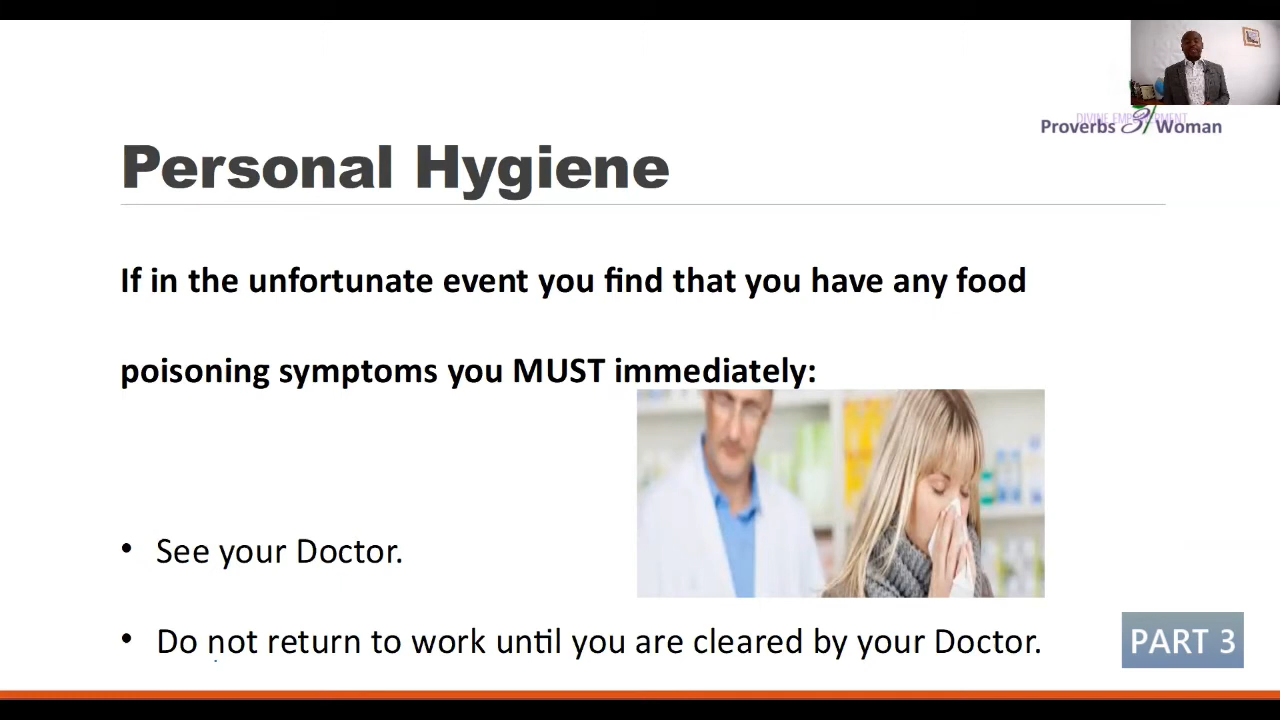 DIVINE EMPOWERMENT
Proverbs 31 Woman
Personal Hygiene
If in the unfortunate event you find that you have any food
poisoning symptoms you MUST immediately:
• See your Doctor.
• Do not return to work until you are cleared by your Doctor.
PART 3